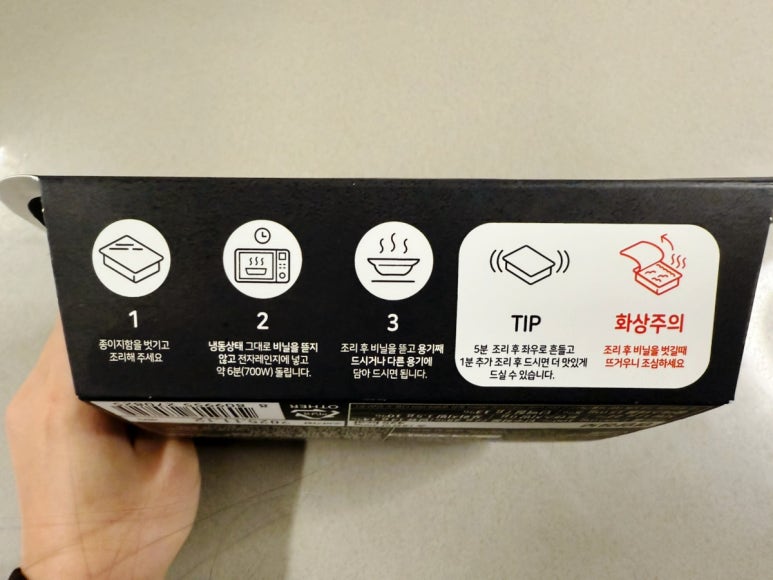 1
종이지함을 벗기고
조리해 주세요
2
냉동상태 그대로 비닐을 뜯지
않고 전자레인지에 넣고
약 6분(700W) 돌립니다.
3
조리 후 비닐을 뜯고 용기째
드시거나 다른 용기에
담아 드시면 됩니다.
TIP
5분 조리 후 좌우로 흔들고
1분 추가 조리 후 드시면 더 맛있게
드실 수 있습니다.
화상주의
조리 후 비닐을 벗길때
뜨거우니 조심하세요
OTHER